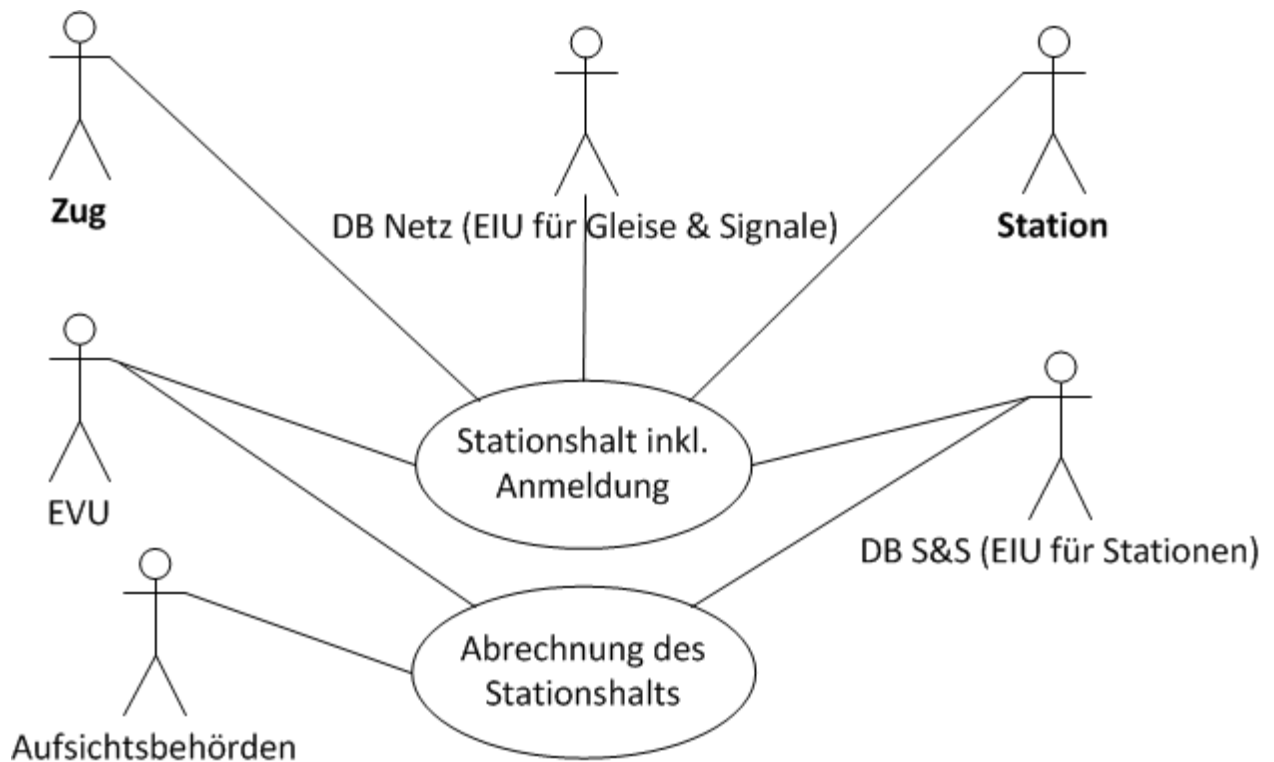 Zug
DB Netz (EIU für Gleise & Signale)
Station
EVU
Stationshalt inkl.
Anmeldung
DB S&S (EIU für Stationen)
Aufsichtsbehörden
Abrechnung des
Stationshalts